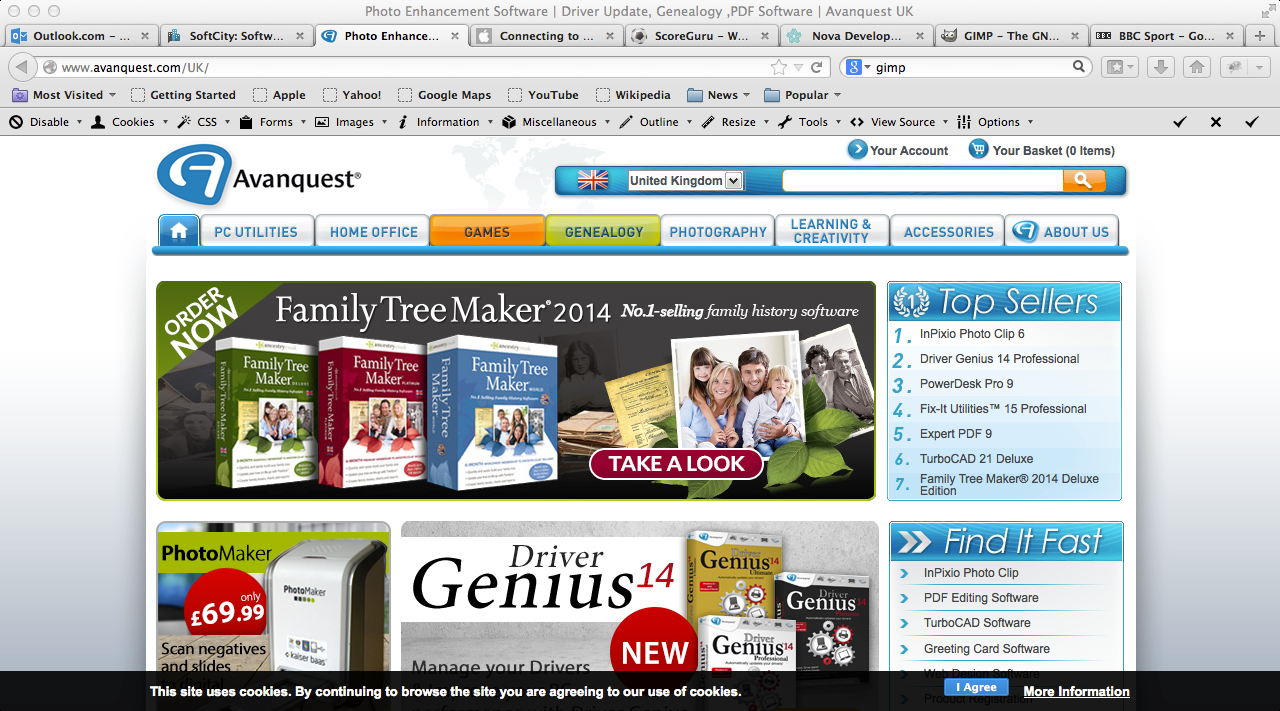 Photo Enhancement Software | Driver Update, Genealogy ,PDF Software | Avanquest UK
Outlook.com – ...
SoftCity: Softw...
Photo Enhance...
Connecting to ...
ScoreGuru – W...
Nova Develop...
GIMP – The GN...
BBC Sport – Go...
www.avanquest.com/UK/
gimp
Most Visited
Getting Started
Apple
Yahoo!
Google Maps
YouTube
Wikipedia
News
Popular
Disable
Cookies
CSS
Forms
Images
Information
Miscellaneous
Outline
Resize
Tools
View Source
Options
Avanquest®
Your Account
Your Basket (0 Items)
United Kingdom
PC UTILITIES
HOME OFFICE
GAMES
GENEALOGY
PHOTOGRAPHY
LEARNING &
CREATIVITY
ACCESSORIES
ABOUT US
ORDER
NOW
Family Tree Maker® 2014
No.1-selling family history software
Family Tree
Maker
DELUXE
Family Tree
Maker
PLATINUM
Family Tree
Maker
WORLD
TAKE A LOOK
Top Sellers
1. InPixio Photo Clip 6
2. Driver Genius 14 Professional
3. PowerDesk Pro 9
4. Fix-It Utilities™ 15 Professional
5. Expert PDF 9
6. TurboCAD 21 Deluxe
7. Family Tree Maker® 2014 Deluxe
Edition
PhotoMaker
only
£69.99
Scan negatives
and slides
to digital
PhotoMaker
kaiser baas
Driver
Genius 14
NEW
Manage your Drivers
Driver
Genius 14
Ultimate
Driver
Genius 14
Driver
Genius 14
Professional
Find It Fast
InPixio Photo Clip
PDF Editing Software
TurboCAD Software
Greeting Card Software
Web Design Software
Product Registration
This site uses cookies. By continuing to browse the site you are agreeing to our use of cookies.
I Agree
More Information